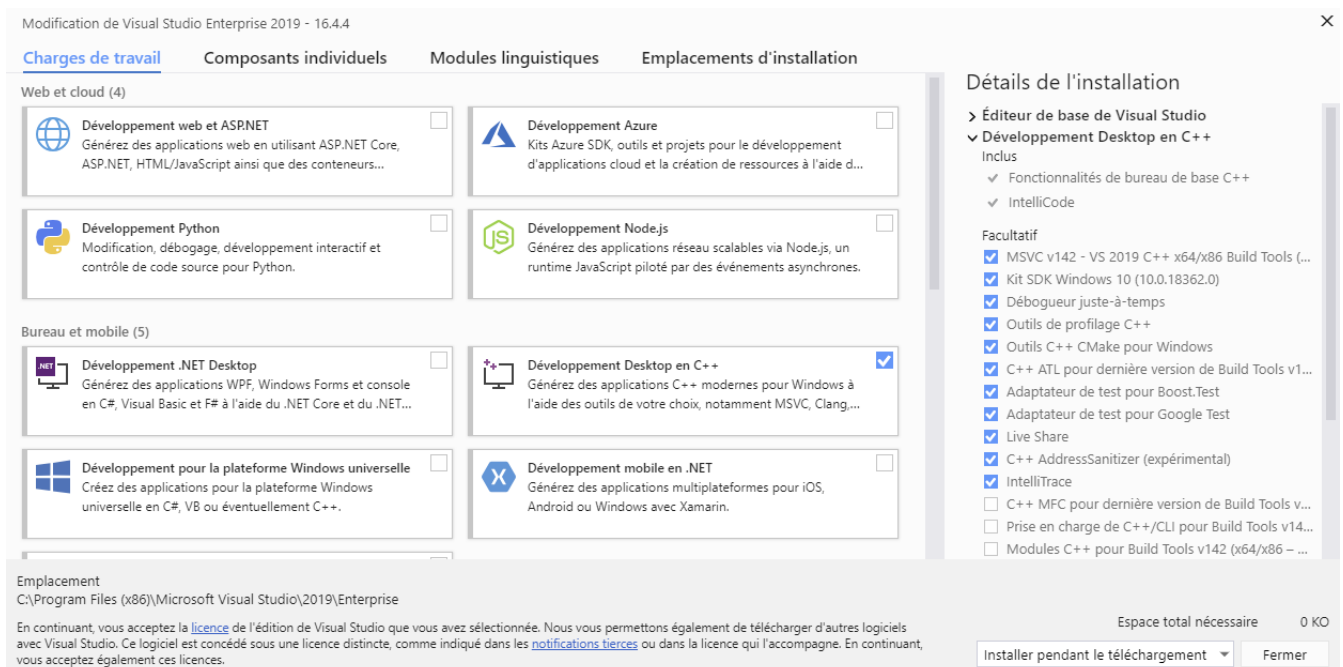 Modification de Visual Studio Enterprise 2019 - 16.4.4
Charges de travail
Composants individuels
Modules linguistiques
Emplacements d'installation
Web et cloud (4)
Développement web et ASP.NET
Générez des applications web en utilisant ASP.NET Core,
ASP.NET, HTML/JavaScript ainsi que des conteneurs...
Développement Azure
Kits Azure SDK, outils et projets pour le développement
d'applications cloud et la création de ressources à l'aide d...
Développement Python
Modification, débogage, développement interactif et
contrôle de code source pour Python.
JS
Développement Node.js
Générez des applications réseau scalables via Node.js, un
runtime JavaScript piloté par des événements asynchrones.
Bureau et mobile (5)
.NET
Développement .NET Desktop
Générez des applications WPF, Windows Forms et console
en C#, Visual Basic et F# à l'aide du .NET Core et du .NET...
Développement Desktop en C++
Générez des applications C++ modernes pour Windows à
l'aide des outils de votre choix, notamment MSVC, Clang,...
Développement pour la plateforme Windows universelle
Créez des applications pour la plateforme Windows
universelle en C#, VB ou éventuellement C++.
Développement mobile en .NET
Générez des applications multiplateformes pour iOS,
Android ou Windows avec Xamarin.
Détails de l'installation
Éditeur de base de Visual Studio
Développement Desktop en C++
Inclus
Fonctionnalités de bureau de base C++
IntelliCode
Facultatif
MSVC v142 - VS 2019 C++ x64/x86 Build Tools (...
Kit SDK Windows 10 (10.0.18362.0)
Débogueur juste-à-temps
Outils de profilage C++
Outils C++ CMake pour Windows
C++ ATL pour dernière version de Build Tools v1...
Adaptateur de test pour Boost.Test
Adaptateur de test pour Google Test
Live Share
C++ AddressSanitizer (expérimental)
IntelliTrace
C++ MFC pour dernière version de Build Tools v...
Prise en charge de C++/CLI pour Build Tools v14...
Modules C++ pour Build Tools v142 (x64/x86 – ...
Emplacement
C:\Program Files (x86)\Microsoft Visual Studio\2019\Enterprise
En continuant, vous acceptez la licence de l'édition de Visual Studio que vous avez sélectionnée. Nous vous permettons également de télécharger d'autres logiciels
avec Visual Studio. Ce logiciel est concédé sous une licence distincte, comme indiqué dans les notifications tierces ou dans la licence qui l'accompagne. En continuant,
vous acceptez également ces licences.
Espace total nécessaire 0 KO
Installer pendant le téléchargement
Fermer